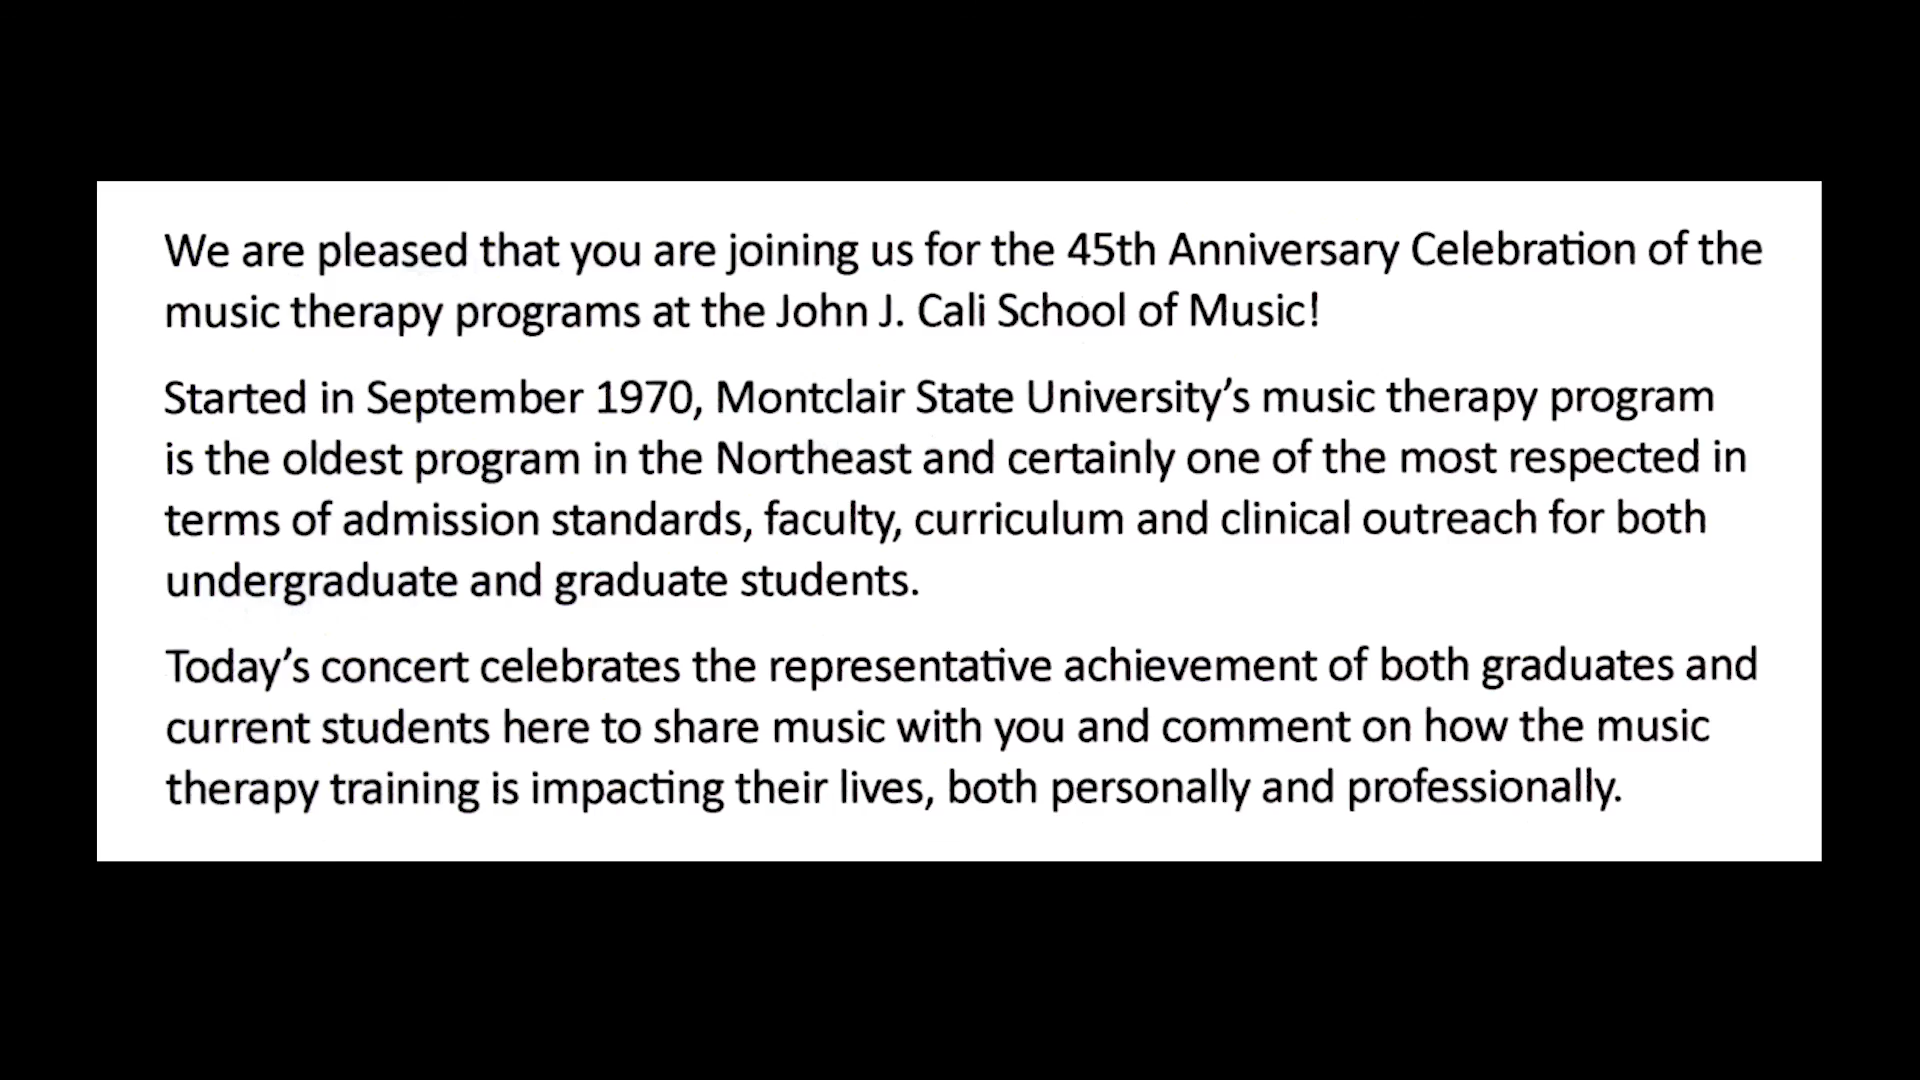 We are pleased that you are joining us for the 45th Anniversary Celebration of the
music therapy programs at the John J. Cali School of Music!
Started in September 1970, Montclair State University’s music therapy program
is the oldest program in the Northeast and certainly one of the most respected in
terms of admission standards, faculty, curriculum and clinical outreach for both
undergraduate and graduate students.
Today’s concert celebrates the representative achievement of both graduates and
current students here to share music with you and comment on how the music
therapy training is impacting their lives, both personally and professionally.